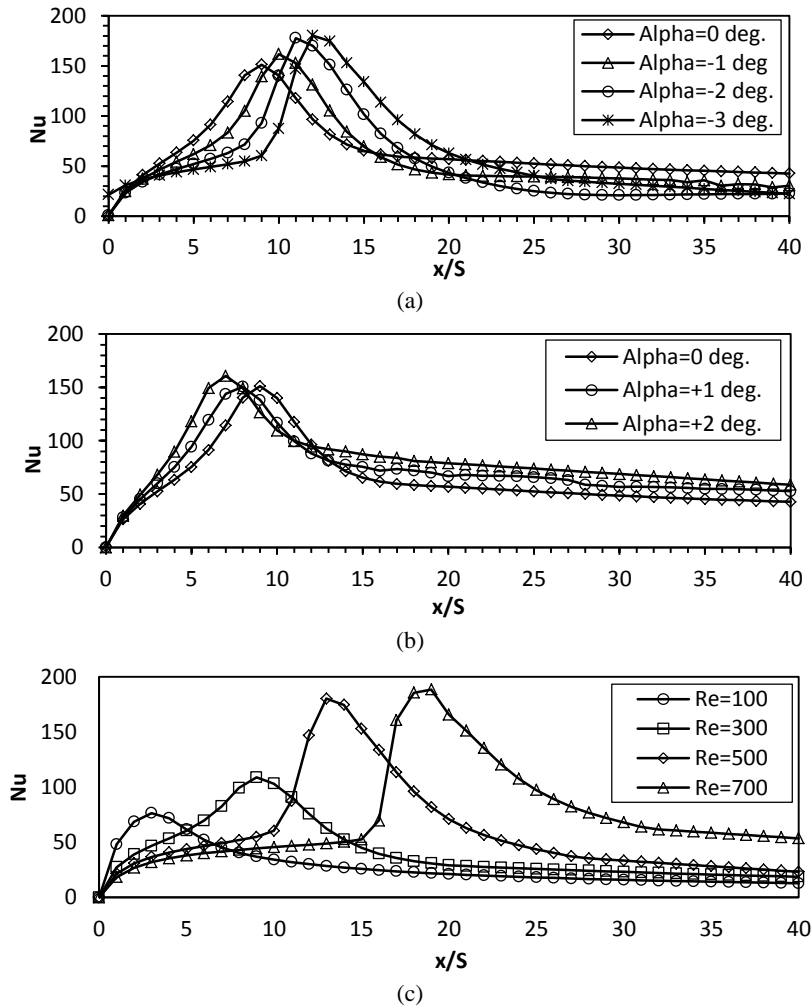 200
150
100
50
0
Nu
Alpha=0 deg.
Alpha=-1 deg
Alpha=-2 deg.
Alpha=-3 deg.
0 5 10 15 20 25 30 35 40
x/S
(a)
200
150
100
50
0
Nu
Alpha=0 deg.
Alpha=+1 deg.
Alpha=+2 deg.
0 5 10 15 20 25 30 35 40
x/S
(b)
200
150
100
50
0
Nu
Re=100
Re=300
Re=500
Re=700
0 5 10 15 20 25 30 35 40
x/S
(c)